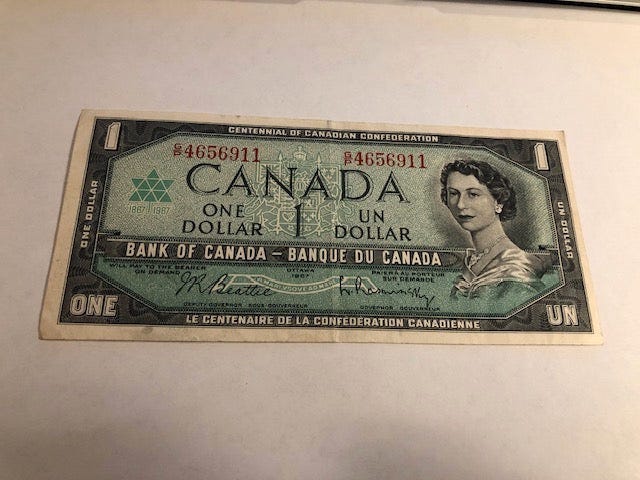 CENTENNIAL OF CANADIAN CONFEDERATION
1 1
G/P 4656911 G/P 4656911
CANADA
1867 1967
ONE DOLLAR 1 UN DOLLAR
ONE DOLLAR
UN DOLLAR
BANK OF CANADA – BANQUE DU CANADA
WILL PAY TO THE BEARER ON DEMAND
OTTAWA 1967
PAIERA AU PORTEUR SUR DEMANDE
J.R. Beattie
DEPUTY GOVERNOR - SOUS-GOUVERNEUR
GOVERNOR - GOUVERNEUR
ONE UN
LE CENTENAIRE DE LA CONFÉDÉRATION CANADIENNE